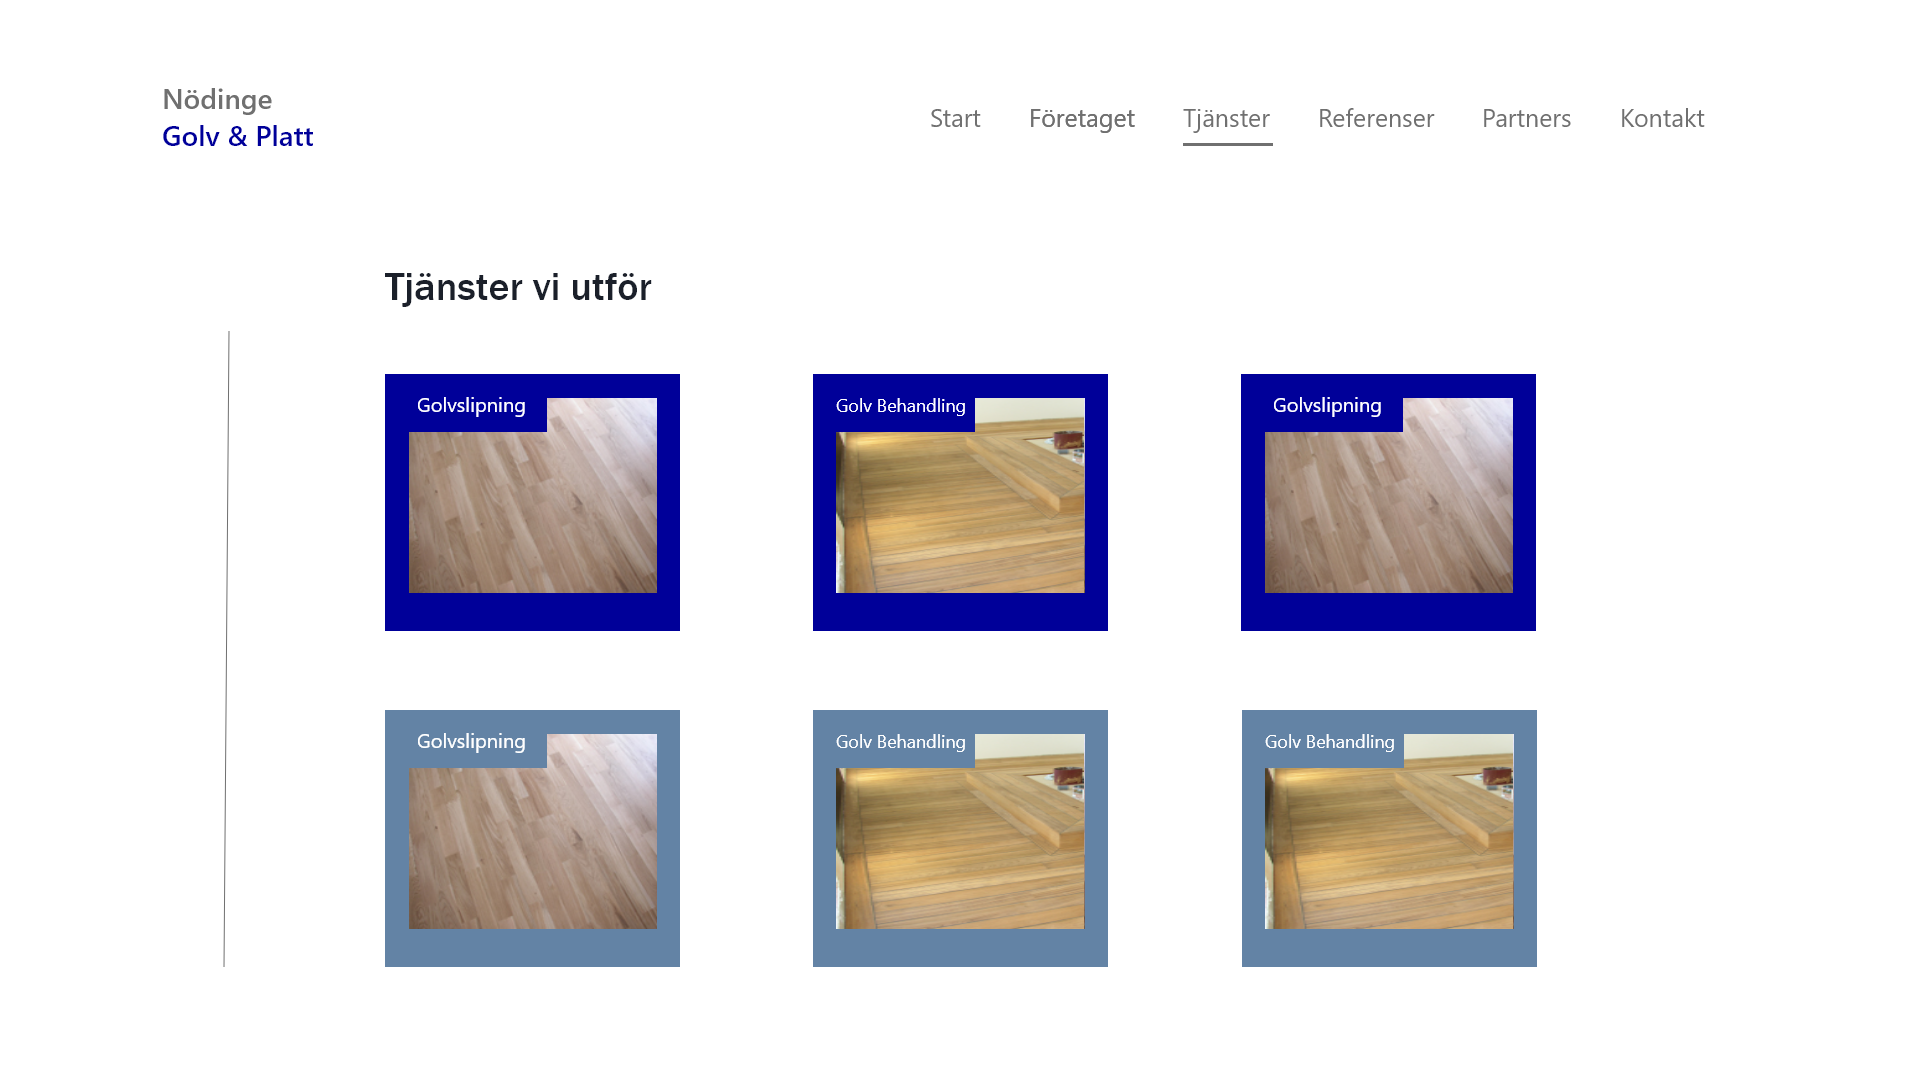 Nödinge
Golv & Platt
Start Företaget Tjänster Referenser Partners Kontakt
Tjänster vi utför
Golvslipning
Golv Behandling
Golvslipning
Golvslipning
Golv Behandling
Golv Behandling